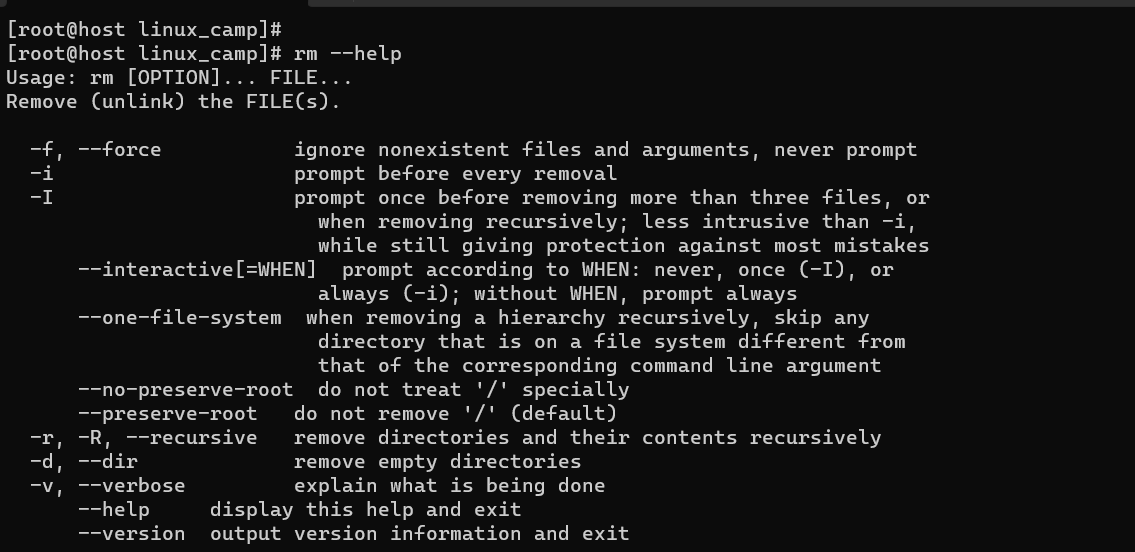 [root@host linux_camp]#
[root@host linux_camp]# rm --help
Usage: rm [OPTION]... FILE...
Remove (unlink) the FILE(s).

  -f, --force           ignore nonexistent files and arguments, never prompt
  -i                    prompt before every removal
  -I                    prompt once before removing more than three files, or
                          when removing recursively; less intrusive than -i,
                          while still giving protection against most mistakes
      --interactive[=WHEN]  prompt according to WHEN: never, once (-I), or
                          always (-i); without WHEN, prompt always
      --one-file-system  when removing a hierarchy recursively, skip any
                          directory that is on a file system different from
                          that of the corresponding command line argument
      --no-preserve-root  do not treat '/' specially
      --preserve-root   do not remove '/' (default)
  -r, -R, --recursive   remove directories and their contents recursively
  -d, --dir             remove empty directories
  -v, --verbose         explain what is being done
      --help     display this help and exit
      --version  output version information and exit